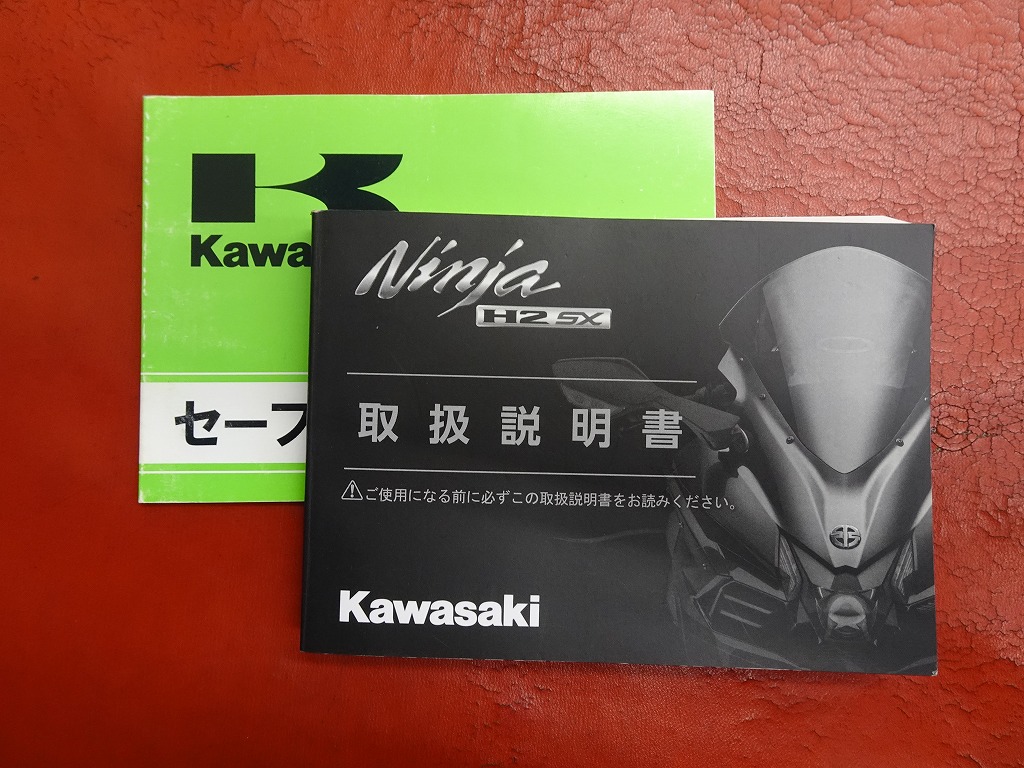 Kawa
セーフ
Ninja
H2 SX
取扱説明書
⚠ご使用になる前に必ずこの取扱説明書をお読みください。
Kawasaki